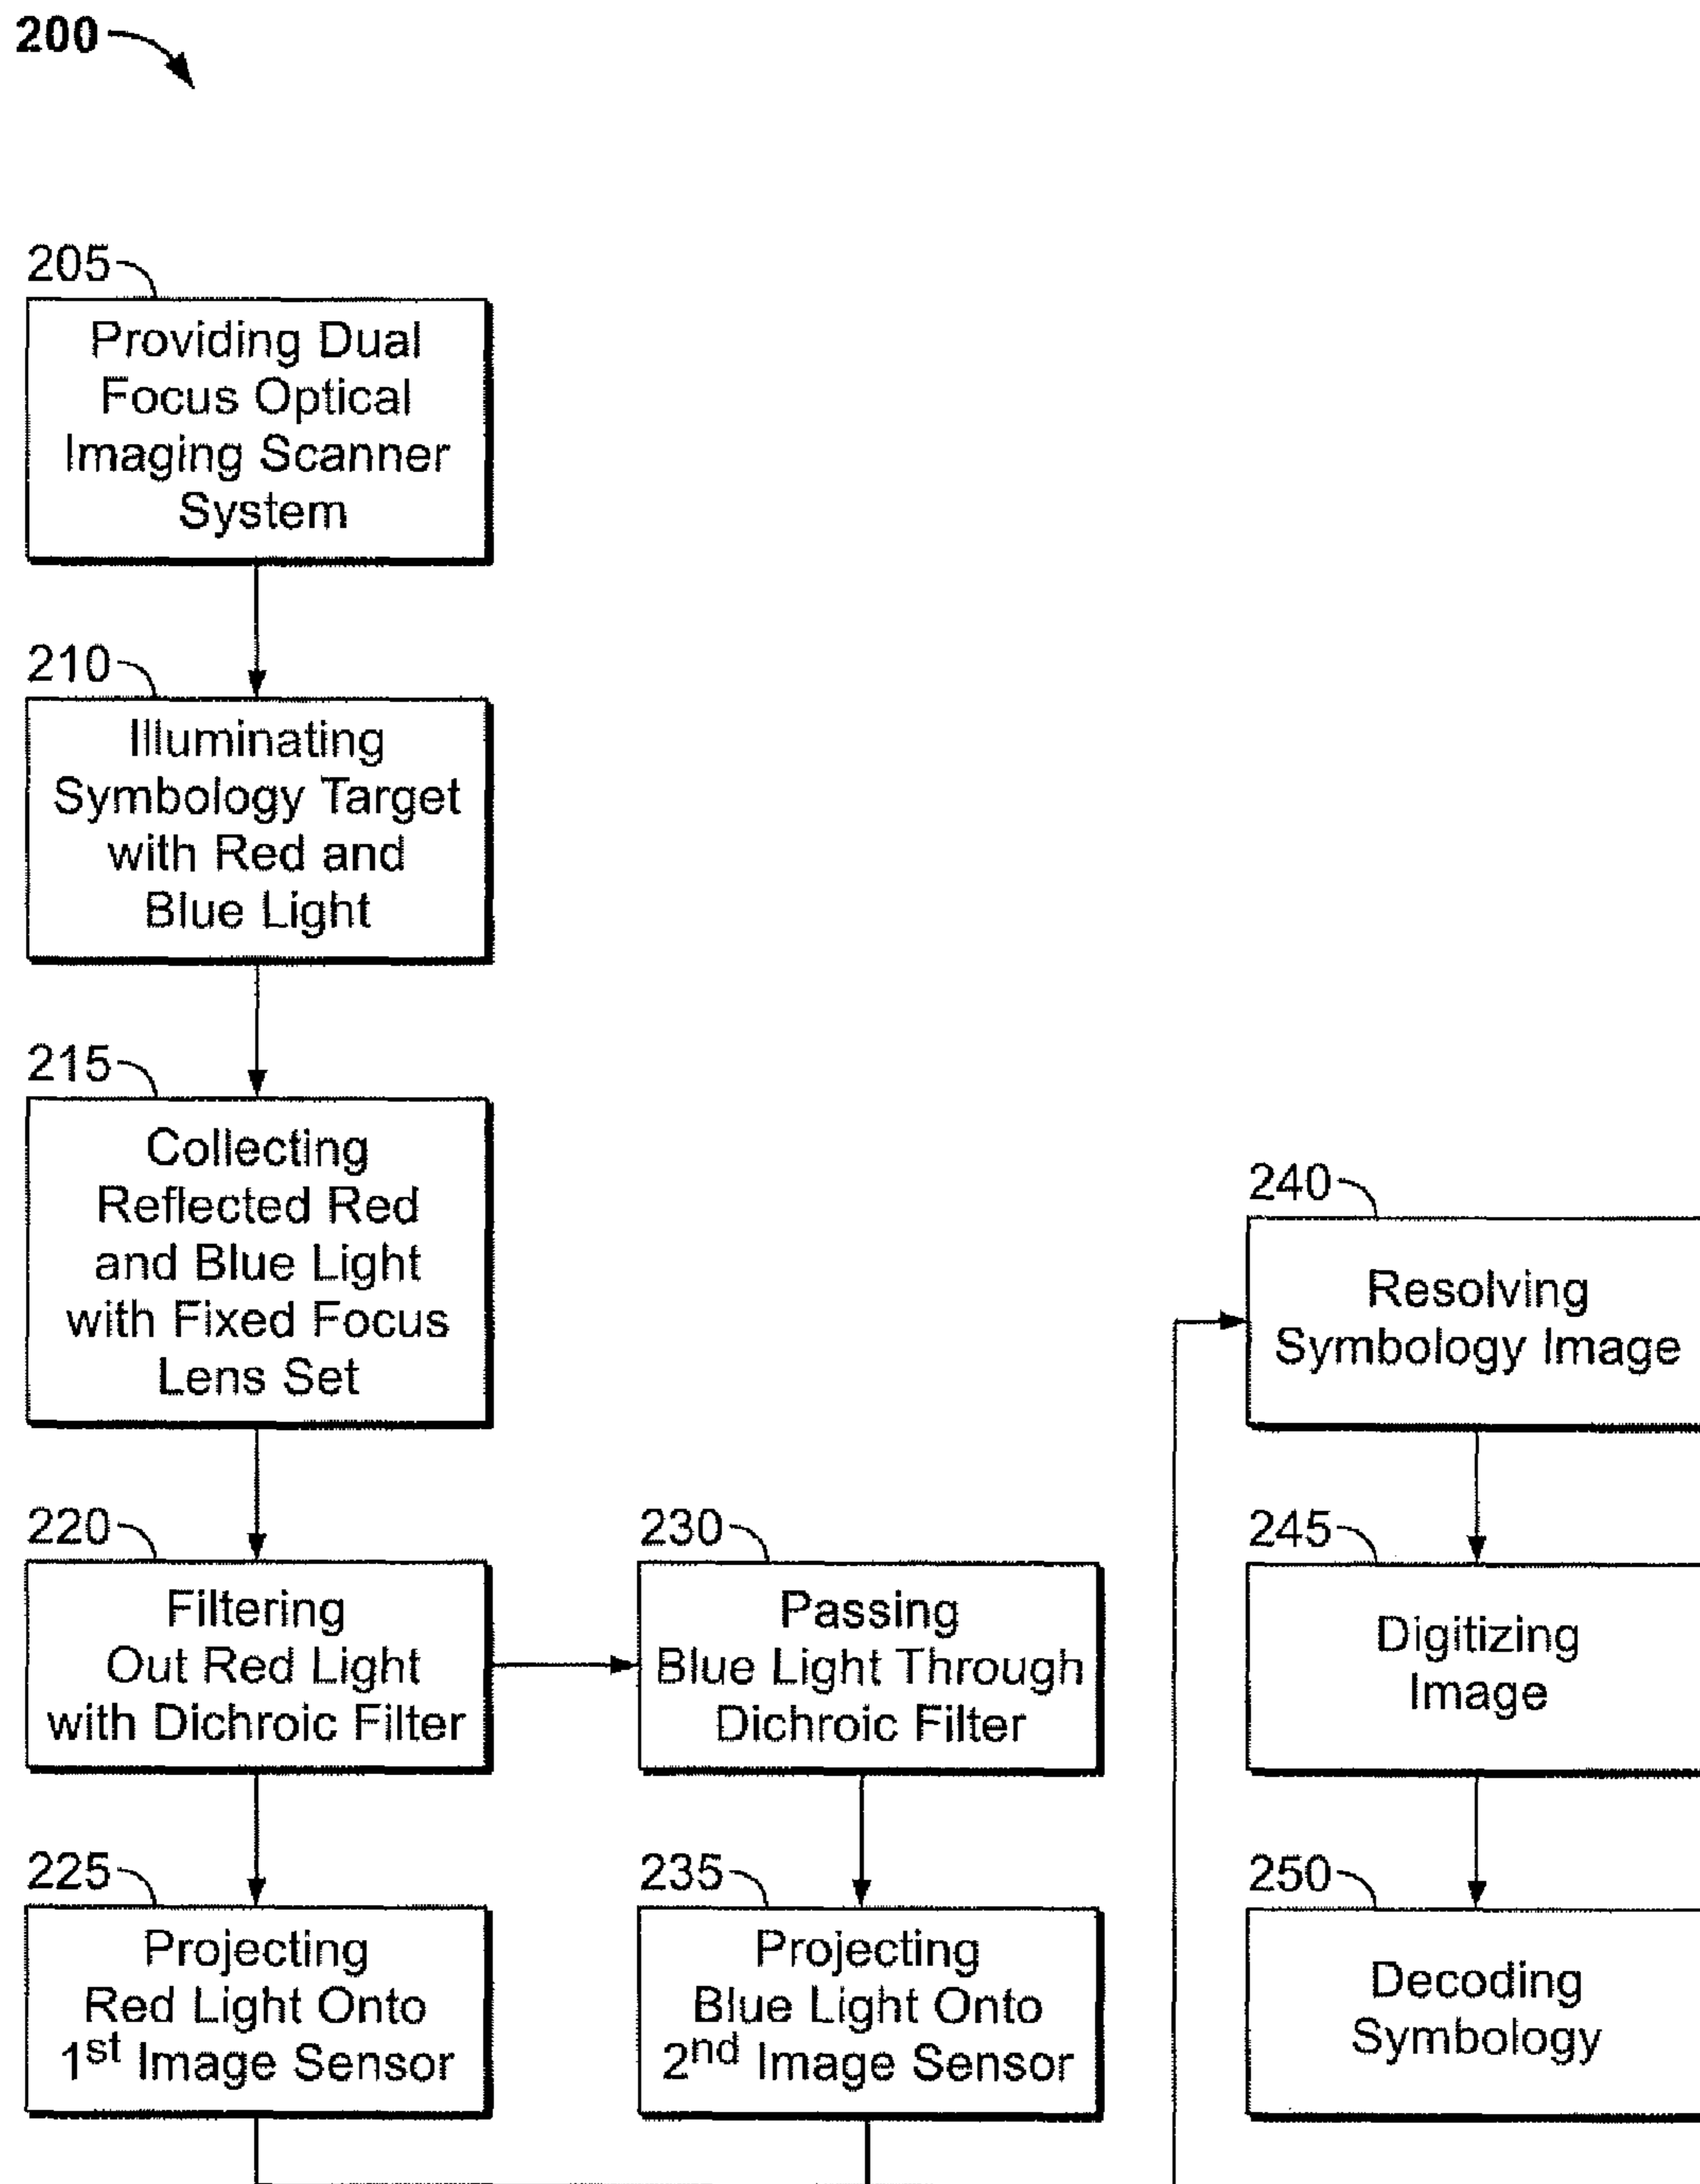 200
205
Providing Dual
Focus Optical
Imaging Scanner
System
210
Illuminating
Symbology Target
with Red and
Blue Light
215
Collecting
Reflected Red
and Blue Light
with Fixed Focus
Lens Set
220
Filtering
Out Red Light
with Dichroic Filter
225
Projecting
Red Light Onto
1st Image Sensor
230
Passing
Blue Light Through
Dichroic Filter
235
Projecting
Blue Light Onto
2nd Image Sensor
240
Resolving
Symbology Image
245
Digitizing
Image
250
Decoding
Symbology